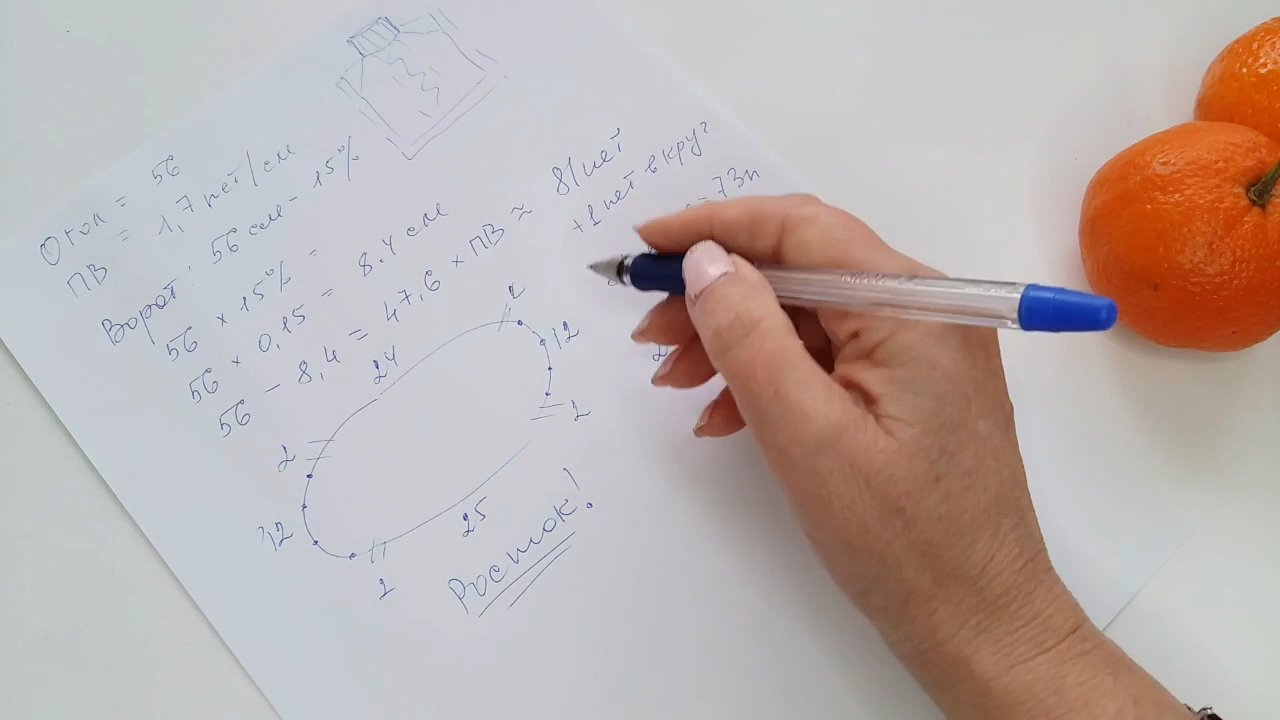 Огол = 56
ПВ = 1,7 пет/см
Ворот: 56 см - 15%
56 × 15% =
56 × 0,15 = 8.4 см
56 - 8,4 = 47,6 × ПВ ≈ 81 пет
+1 пет в круг
= 73п
2
12
2
24
2
12
2
25
2
Росток!